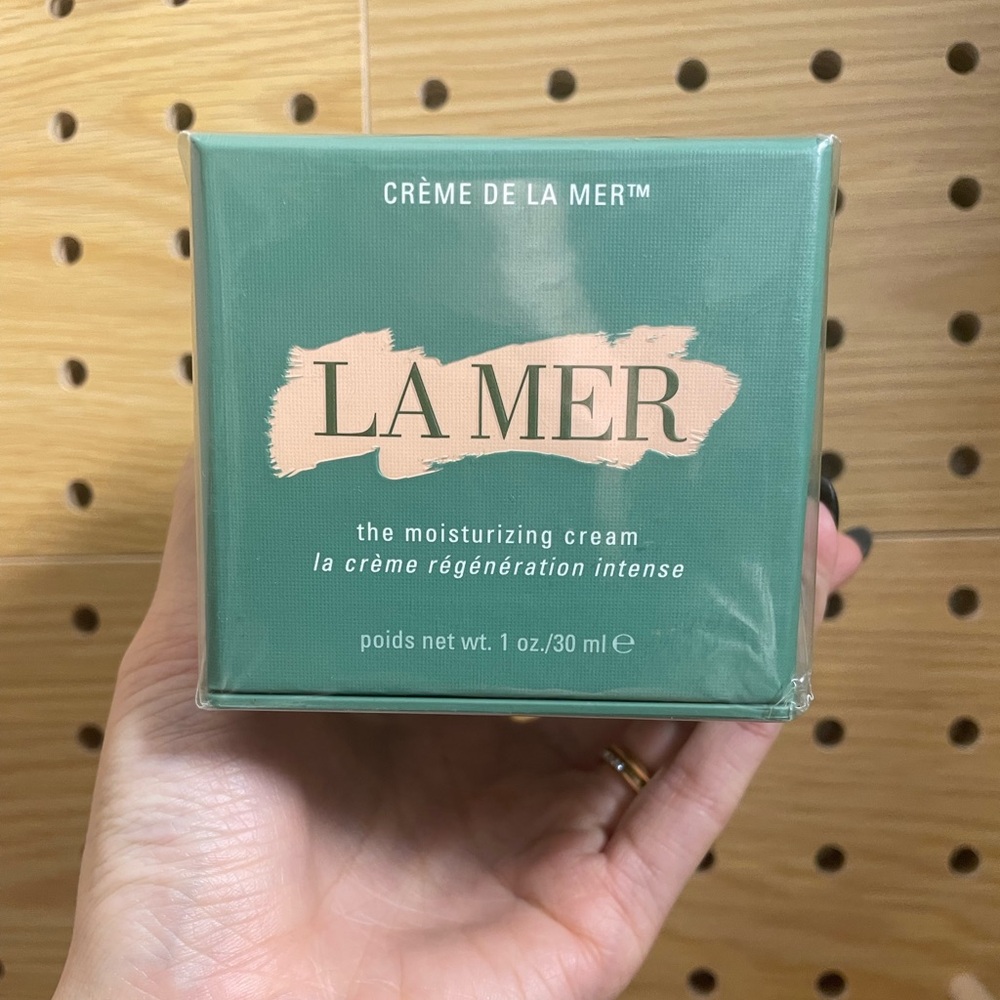 CRÈME DE LA MER™
LA MER
the moisturizing cream
la crème régénération intense
poids net wt. 1 oz./30 ml ℮